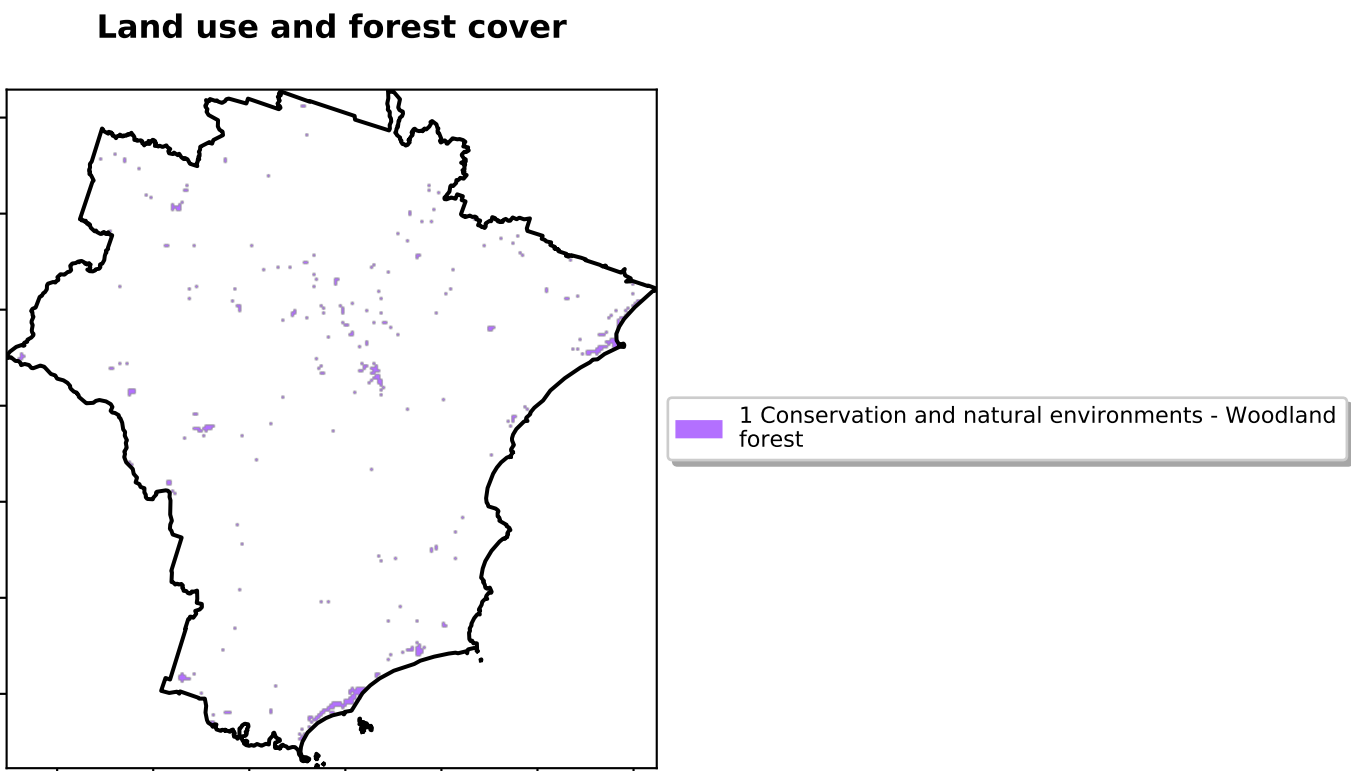 Land use and forest cover
1 Conservation and natural environments - Woodland
forest